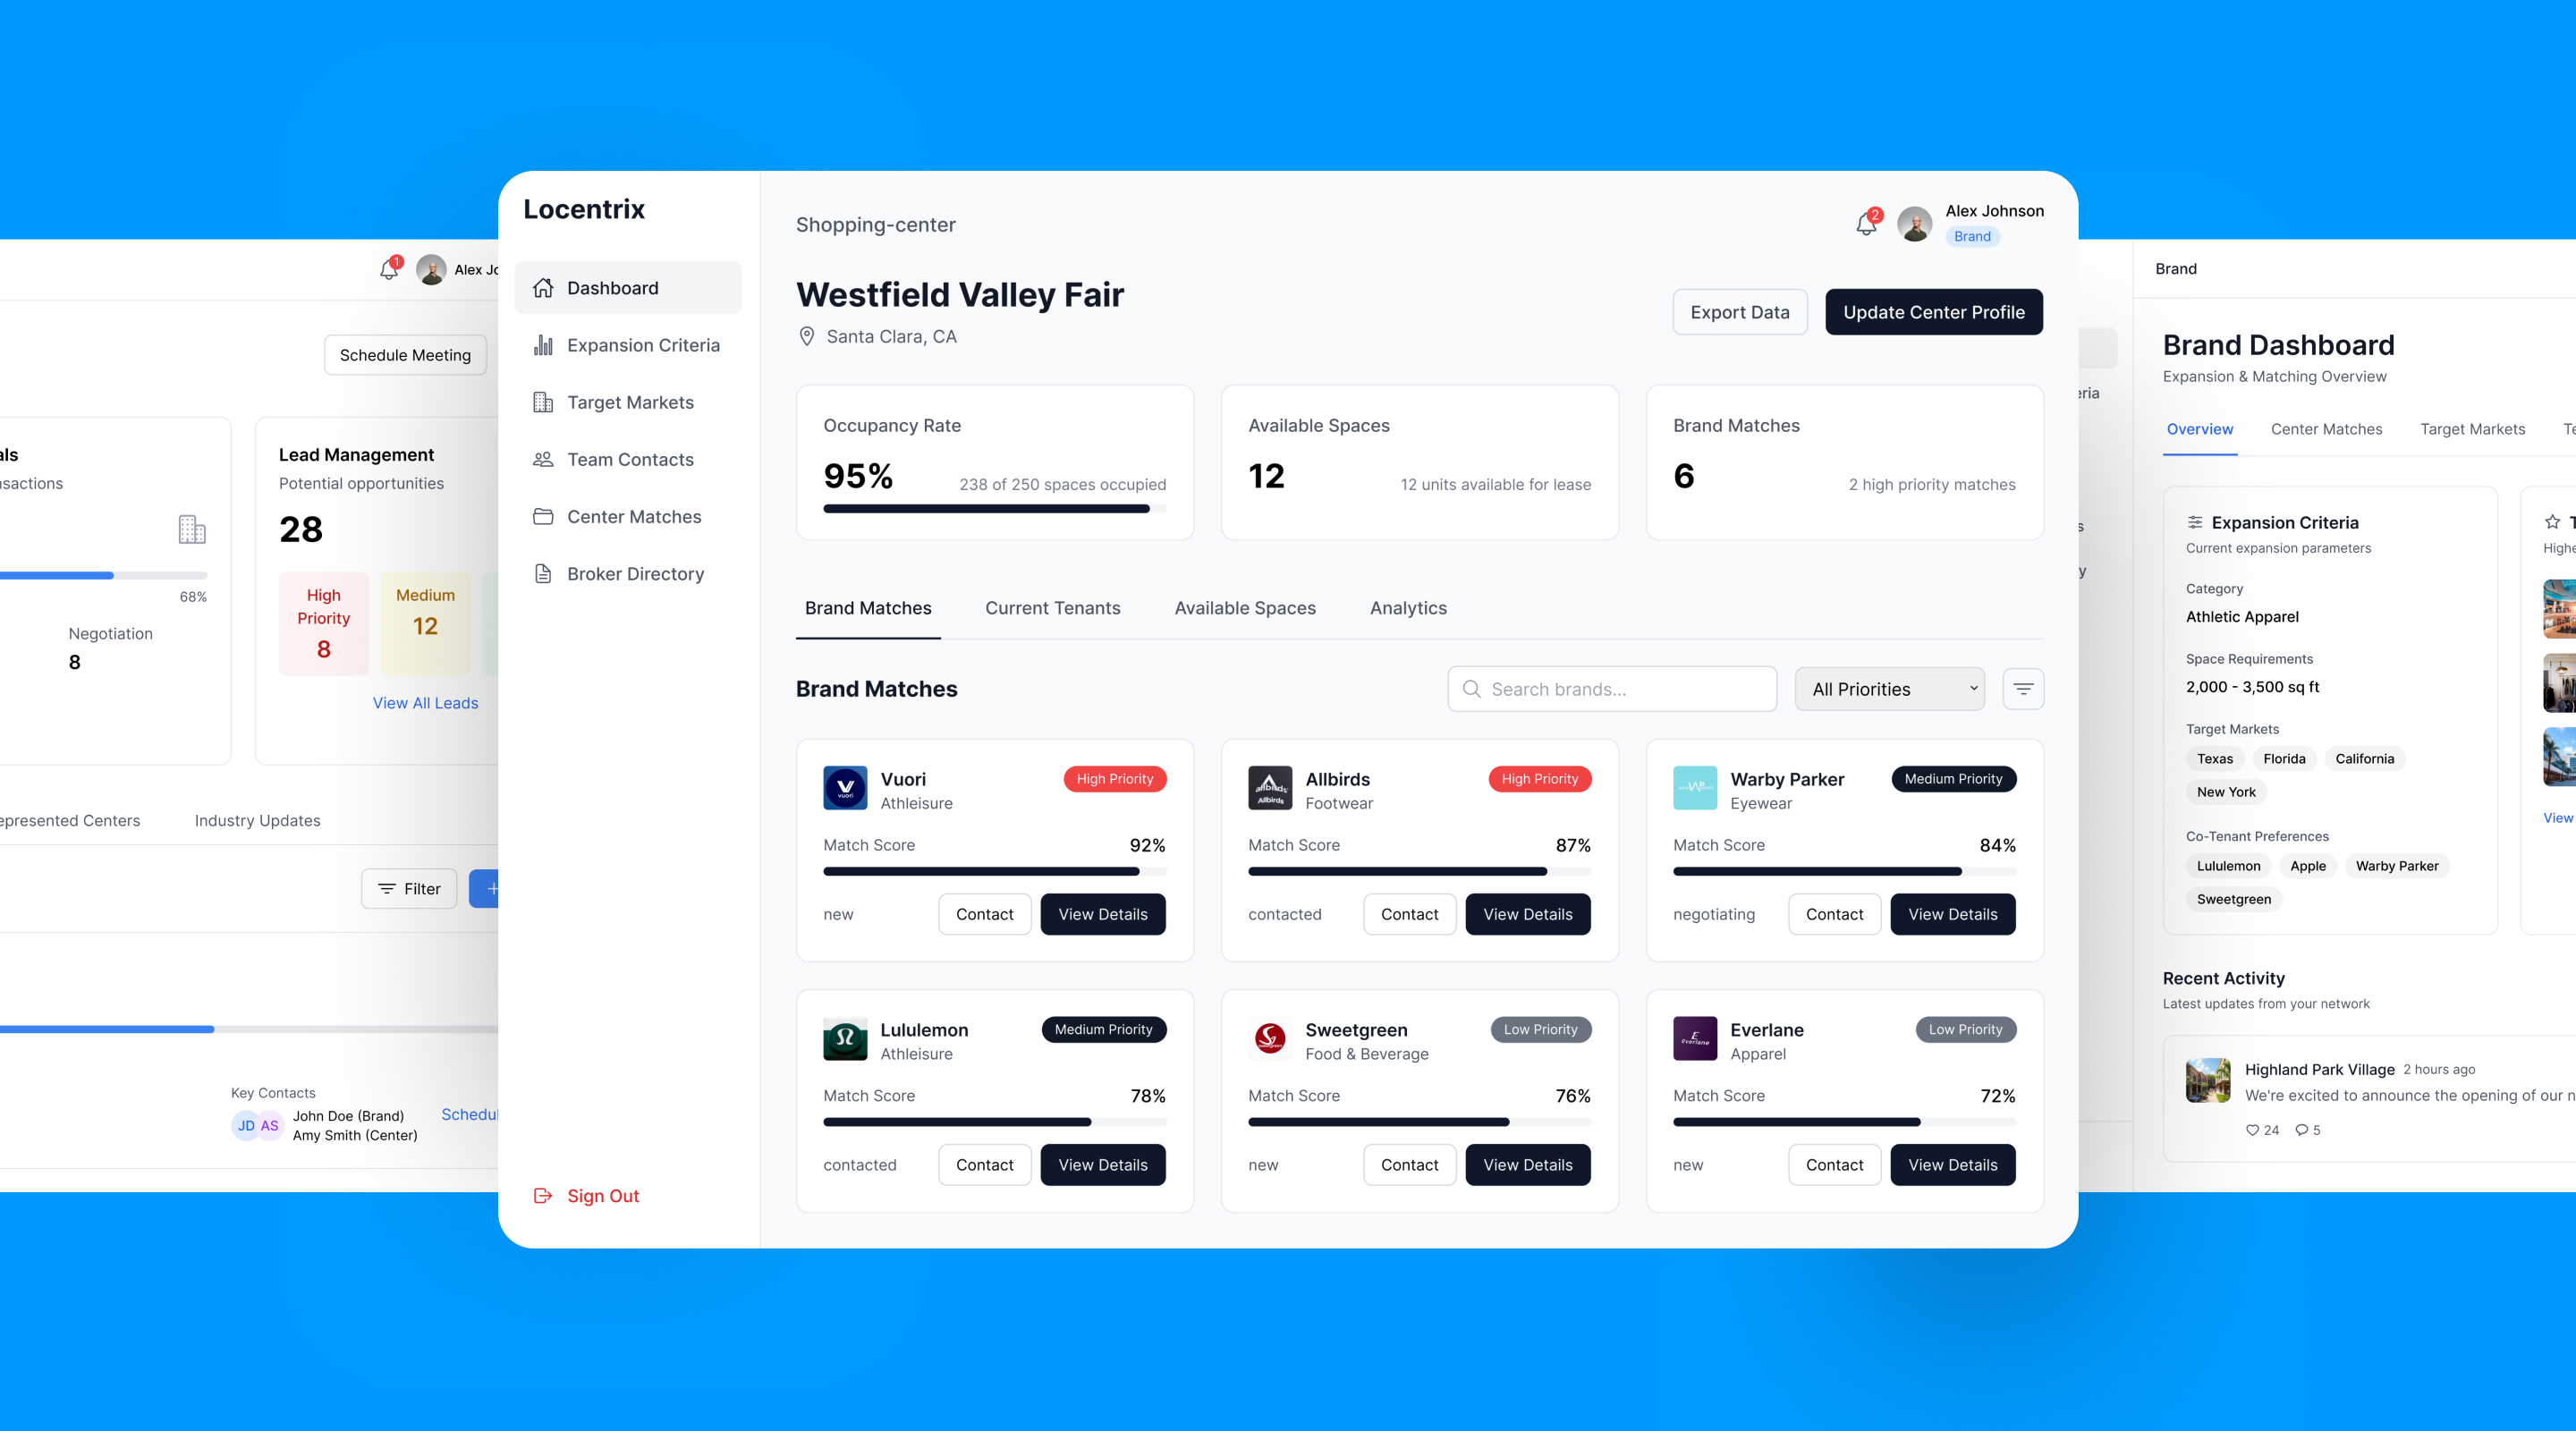 Alex Jo
Schedule Meeting
als
nsactions
68%
Negotiation
8
Lead Management
Potential opportunities
28
High
Priority
8
Medium
12
View All Leads
epresented Centers
Industry Updates
Filter
Key Contacts
JD
AS
John Doe (Brand)
Amy Smith (Center)
Schedul
1
Locentrix
Dashboard
Expansion Criteria
Target Markets
Team Contacts
Center Matches
Broker Directory
Sign Out
Shopping-center
2
Alex Johnson
Brand
Westfield Valley Fair
Santa Clara, CA
Export Data
Update Center Profile
Occupancy Rate
95%
238 of 250 spaces occupied
Available Spaces
12
12 units available for lease
Brand Matches
6
2 high priority matches
Brand Matches
Current Tenants
Available Spaces
Analytics
Brand Matches
Search brands...
All Priorities
vuori
Vuori
Athleisure
High Priority
Match Score
92%
new
Contact
View Details
allbirds
Allbirds
Allbirds
Footwear
High Priority
Match Score
87%
contacted
Contact
View Details
Warby Parker
Eyewear
Medium Priority
Match Score
84%
negotiating
Contact
View Details
Lululemon
Athleisure
Medium Priority
Match Score
78%
contacted
Contact
View Details
Sweetgreen
Food & Beverage
Low Priority
Match Score
76%
new
Contact
View Details
E
everlane
Everlane
Apparel
Low Priority
Match Score
72%
new
Contact
View Details
eria
s
y
Brand
Brand Dashboard
Expansion & Matching Overview
Overview
Center Matches
Target Markets
Te
Expansion Criteria
Current expansion parameters
Category
Athletic Apparel
Space Requirements
2,000 - 3,500 sq ft
Target Markets
Texas
Florida
California
New York
Co-Tenant Preferences
Lululemon
Apple
Warby Parker
Sweetgreen
T
Highe
View
Recent Activity
Latest updates from your network
Highland Park Village
2 hours ago
We're excited to announce the opening of our n
24
5